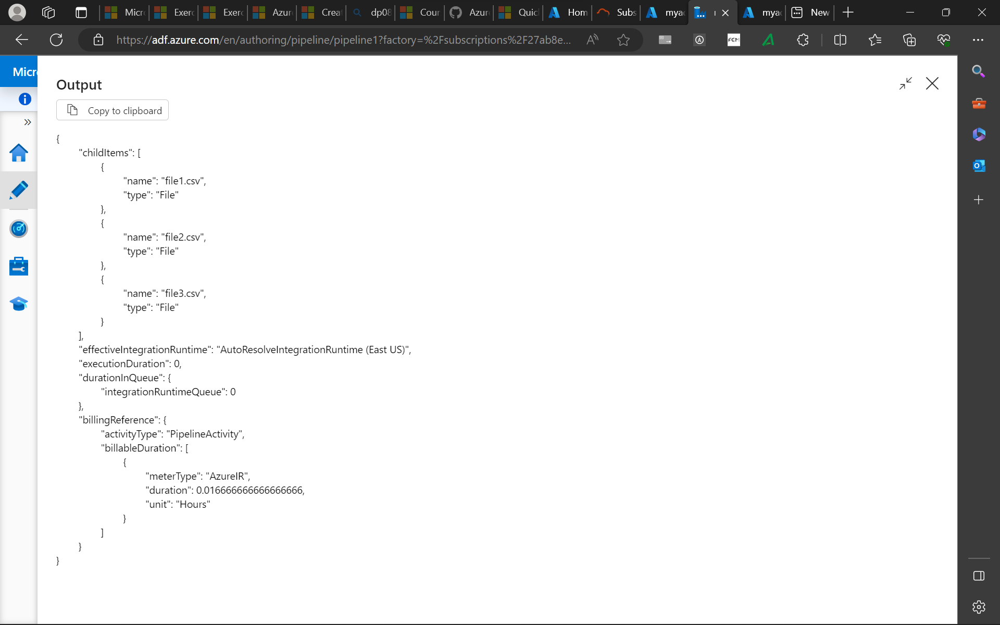 Micr
Exerc
Exerc
Azur
Crea
dp08
Cour
Azur
Quic
Hom
Subs
mya
mya
New
https://adf.azure.com/en/authoring/pipeline/pipeline1?factory=%2Fsubscriptions%2F27ab8e...
FCM
Micr
Output
Copy to clipboard
{
"childItems": [
{
"name": "file1.csv",
"type": "File"
},
{
"name": "file2.csv",
"type": "File"
},
{
"name": "file3.csv",
"type": "File"
}
],
"effectiveIntegrationRuntime": "AutoResolveIntegrationRuntime (East US)",
"executionDuration": 0,
"durationInQueue": {
"integrationRuntimeQueue": 0
},
"billingReference": {
"activityType": "PipelineActivity",
"billableDuration": [
{
"meterType": "AzureIR",
"duration": 0.016666666666666666,
"unit": "Hours"
}
]
}
}